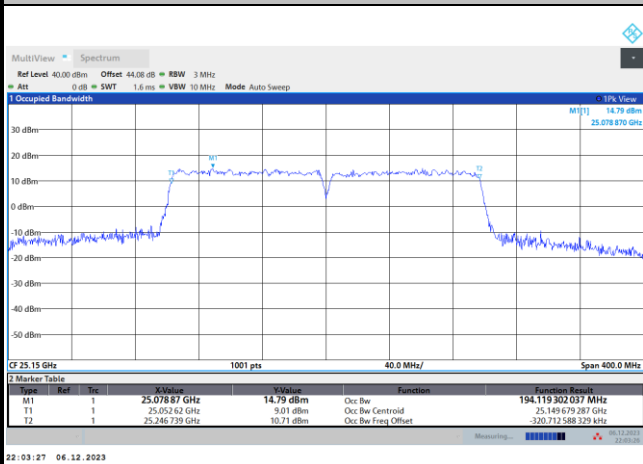 MultiView Spectrum
Ref Level 40.00 dBm Offset 44.08 dB RBW 3 MHz
Att 0 dB SWT 1.6 ms VBW 10 MHz Mode Auto Sweep
1 Occupied Bandwidth 1Pk View
M1[1] 14.79 dBm
25.078 870 GHz
30 dBm
20 dBm
M1
T1 T2
10 dBm
0 dBm
-10 dBm
-20 dBm
-30 dBm
-40 dBm
-50 dBm
CF 25.15 GHz 1001 pts 40.0 MHz/ Span 400.0 MHz
2 Marker Table
Type Ref Trc X-Value Y-Value Function Function Result
M1 1 25.078 87 GHz 14.79 dBm Occ Bw 194.119 302 037 MHz
T1 1 25.052 62 GHz 9.01 dBm Occ Bw Centroid 25.149 679 287 GHz
T2 1 25.246 739 GHz 10.71 dBm Occ Bw Freq Offset -320.712 588 329 kHz
Measuring... 06.12.2023
22:03:26
22:03:27 06.12.2023